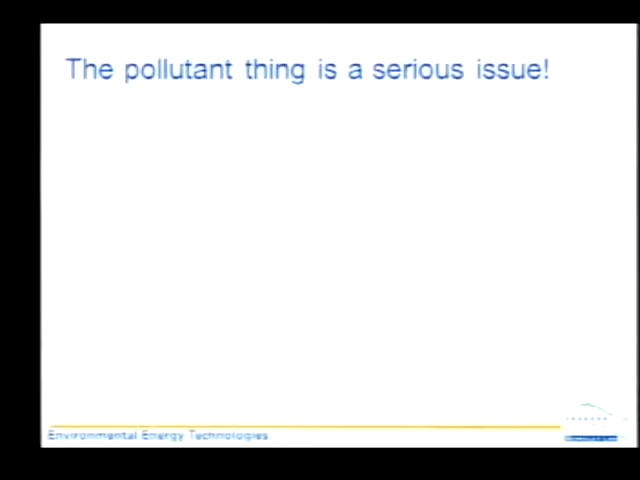 The pollutant thing is a serious issue!
Environmental Energy Technologies